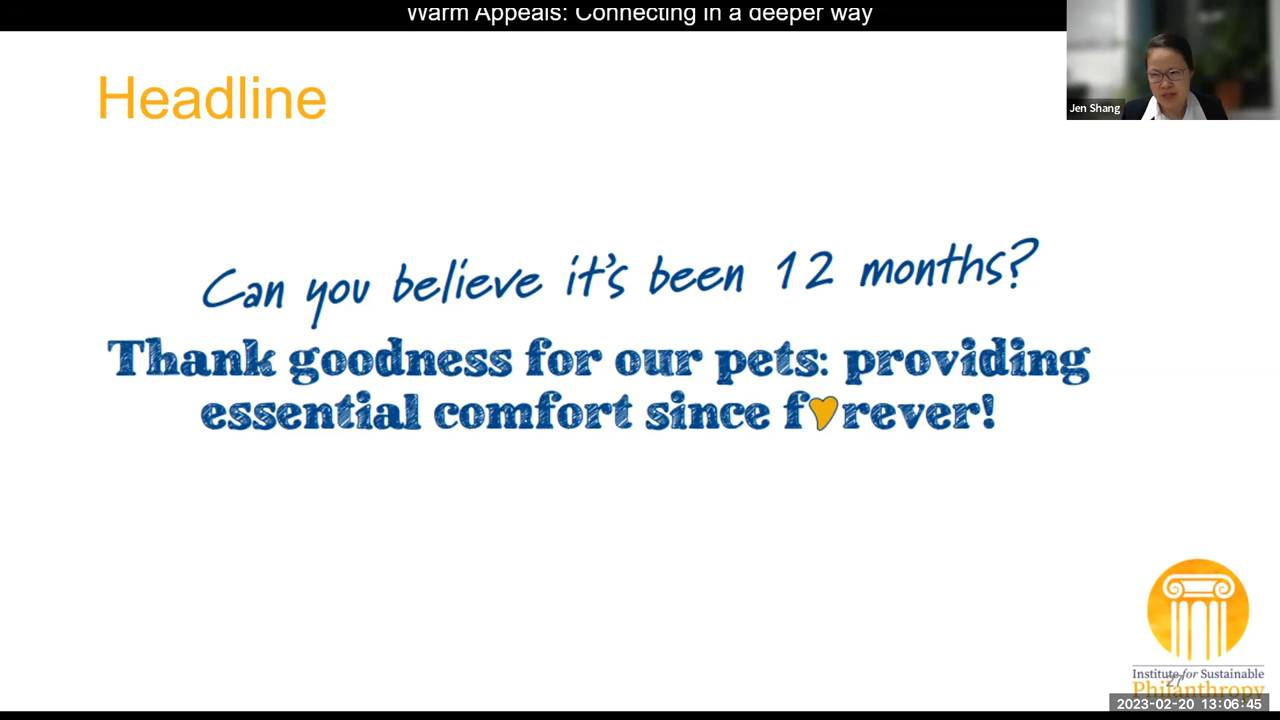 Warm Appeals: Connecting in a deeper way
Jen Shang
Headline
Can you believe it's been 12 months?
Thank goodness for our pets: providing
essential comfort since forever!
Institute for Sustainable
27
Philanthropy
2023-02-20 13:06:45